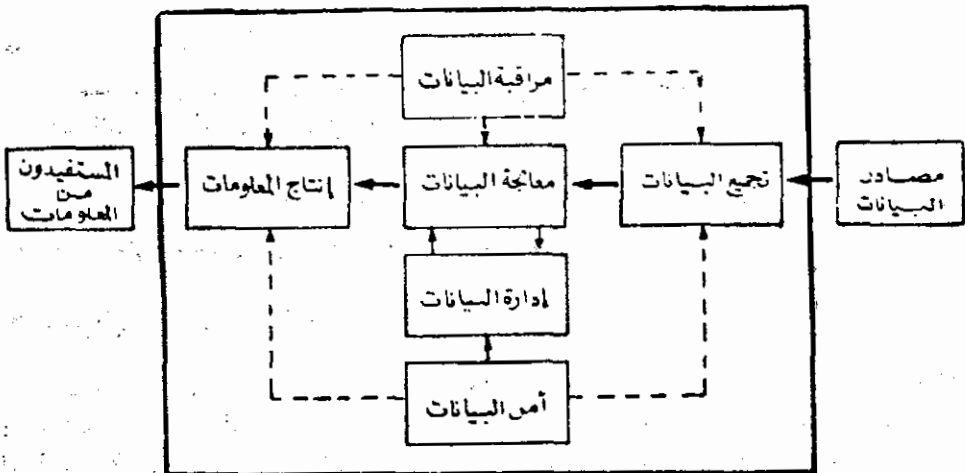 مراقبة البيانات
مصادر
البيانات
تجميع البيانات
معالجة البيانات
إنتاج المعلومات
المستفيدون
من
المعلومات
إدارة البيانات
أمن البيانات